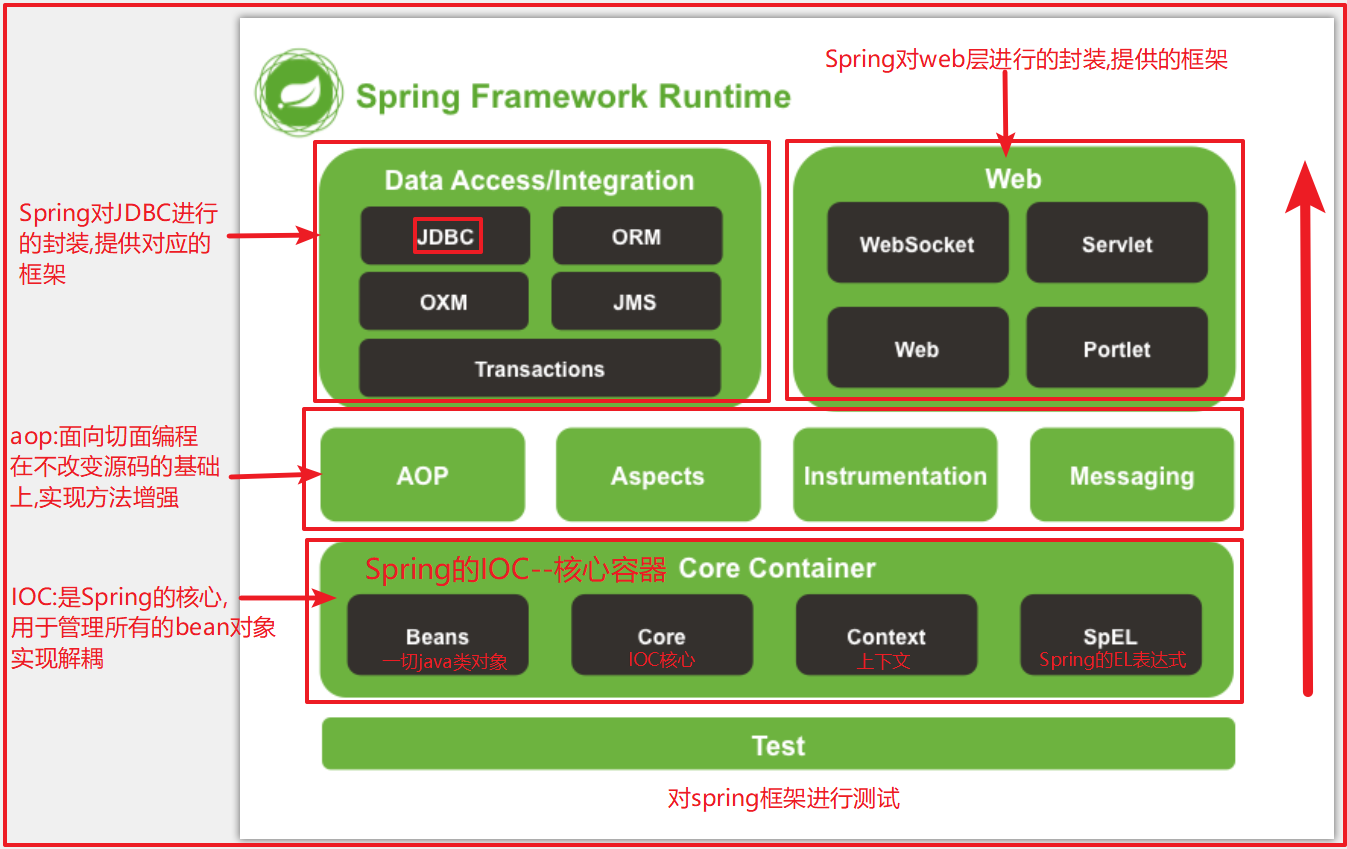 Spring对web层进行的封装,提供的框架
Spring Framework Runtime
Data Access/Integration
Web
Spring对JDBC进行
的封装,提供对应的
框架
JDBC
ORM
WebSocket
Servlet
OXM
JMS
Web
Portlet
Transactions
aop:面向切面编程
在不改变源码的基础
上,实现方法增强
AOP
Aspects
Instrumentation
Messaging
Spring的IOC--核心容器 Core Container
IOC:是Spring的核心,
用于管理所有的bean对象
实现解耦
Beans
一切java类对象
Core
IOC核心
Context
上下文
SpEL
Spring的EL表达式
Test
对spring框架进行测试